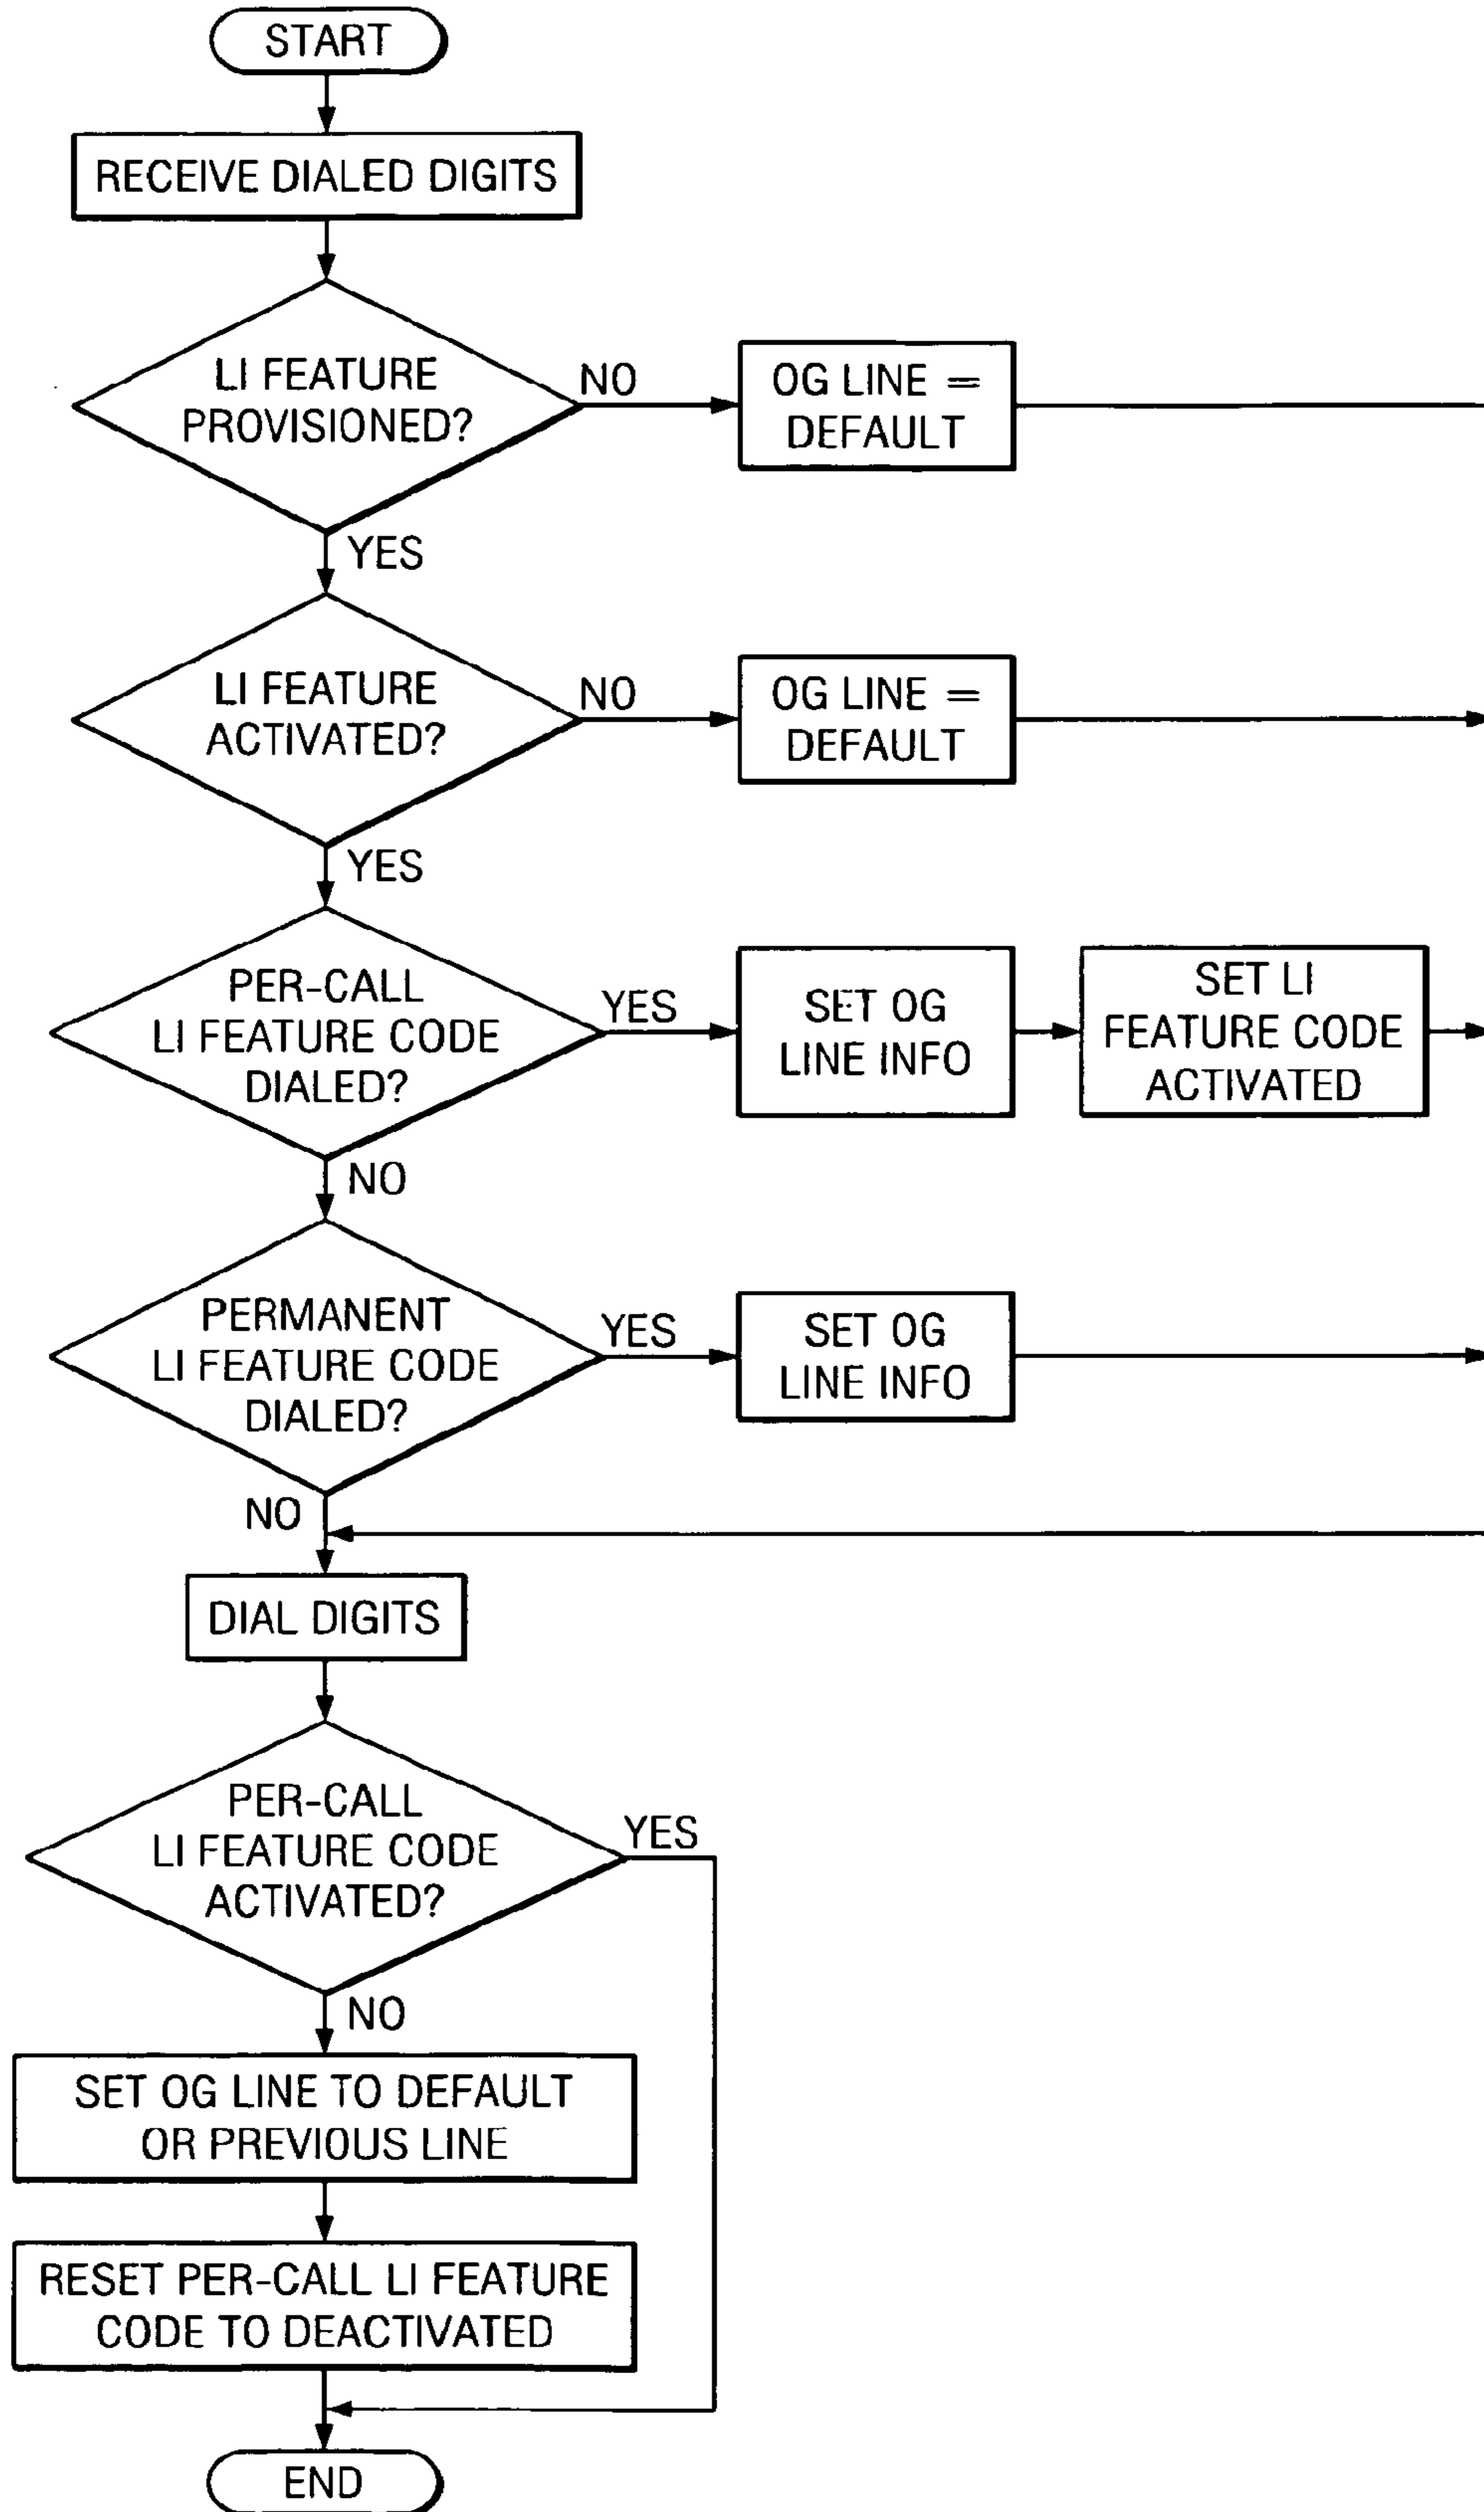 START
RECEIVE DIALED DIGITS
LI FEATURE
PROVISIONED?
NO
OG LINE =
DEFAULT
YES
LI FEATURE
ACTIVATED?
NO
OG LINE =
DEFAULT
YES
PER-CALL
LI FEATURE CODE
DIALED?
YES
SET OG
LINE INFO
SET LI
FEATURE CODE
ACTIVATED
NO
PERMANENT
LI FEATURE CODE
DIALED?
YES
SET OG
LINE INFO
NO
DIAL DIGITS
PER-CALL
LI FEATURE CODE
ACTIVATED?
YES
NO
SET OG LINE TO DEFAULT
OR PREVIOUS LINE
RESET PER-CALL LI FEATURE
CODE TO DEACTIVATED
END